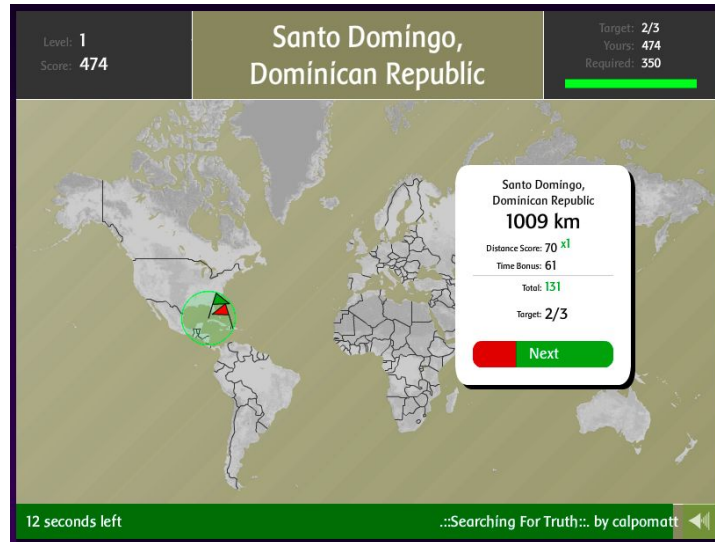 Level: 1
Score: 474
Santo Domingo,
Dominican Republic
Target: 2/3
Yours: 474
Required: 350
Santo Domingo,
Dominican Republic
1009 km
Distance Score: 70 x1
Time Bonus: 61
Total: 131
Target: 2/3
Next
12 seconds left
.::Searching For Truth::. by calpomatt